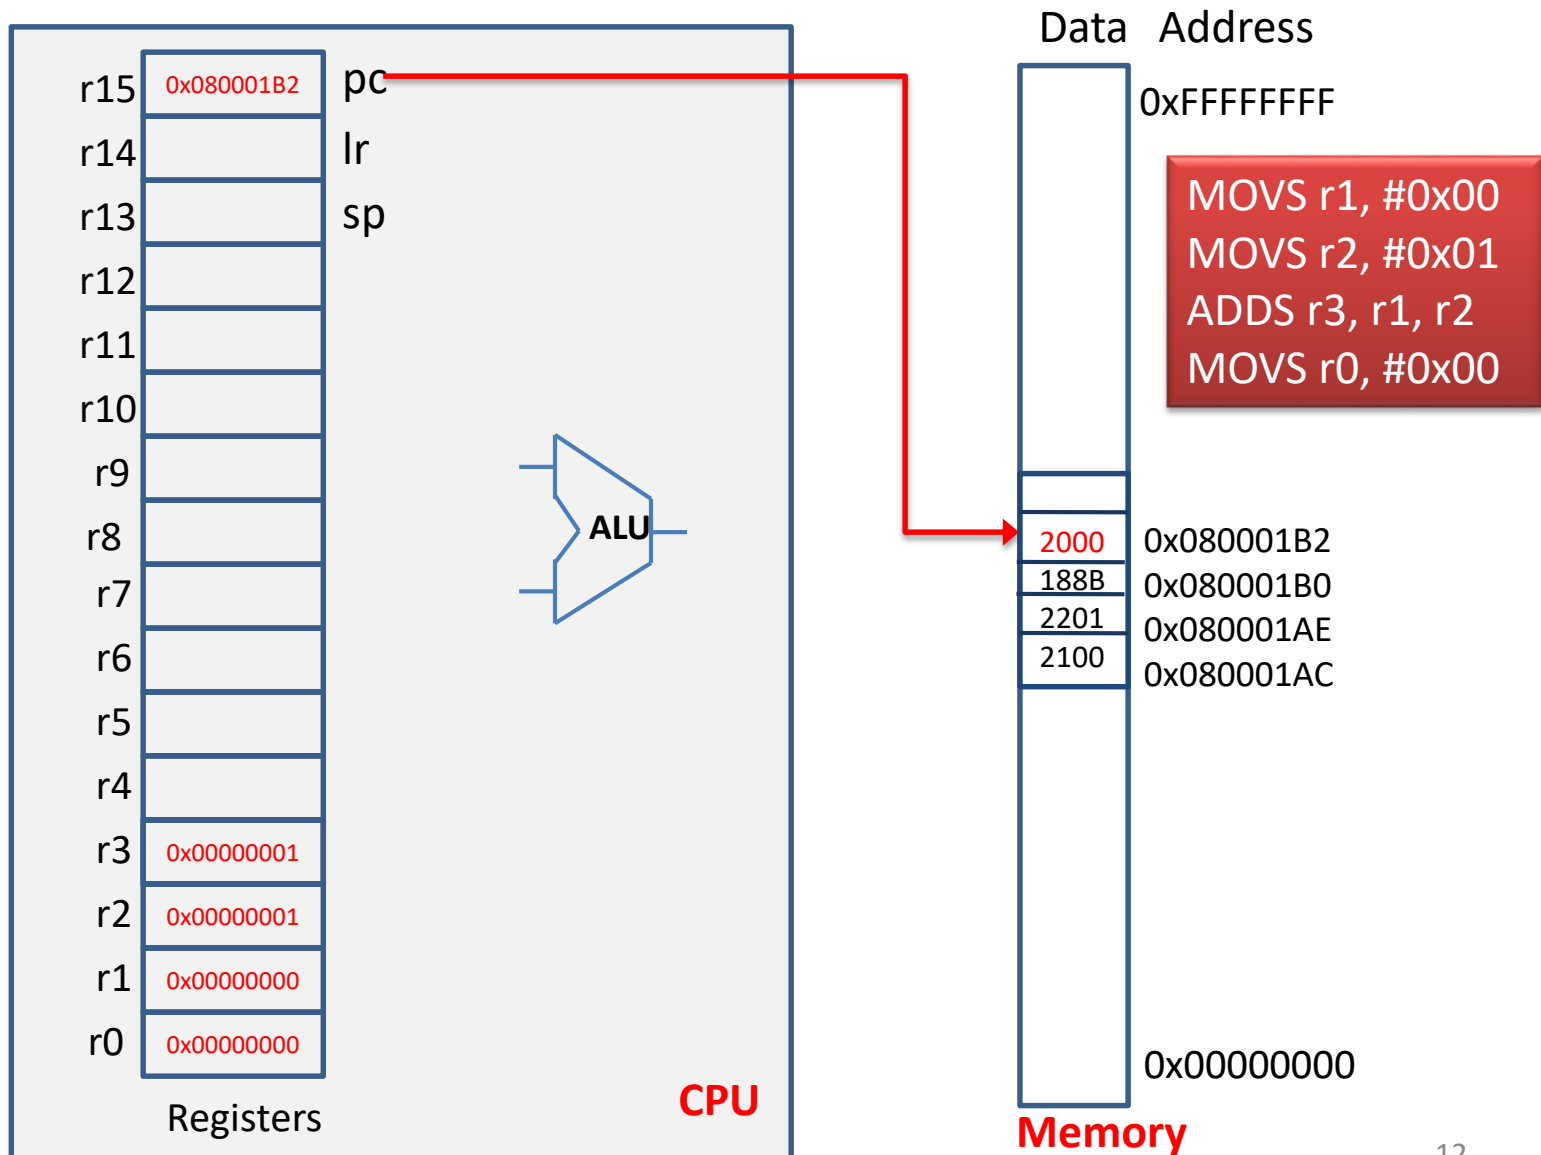 Data Address
r15 0x080001B2 pc
0xFFFFFFFF
r14 lr
r13 sp
MOVS r1, #0x00
MOVS r2, #0x01
ADDS r3, r1, r2
MOVS r0, #0x00
r12
r11
r10
r9
r8
ALU
2000 0x080001B2
188B 0x080001B0
2201 0x080001AE
2100 0x080001AC
r7
r6
r5
r4
r3 0x00000001
r2 0x00000001
r1 0x00000000
r0 0x00000000
0x00000000
Registers
CPU
Memory
12